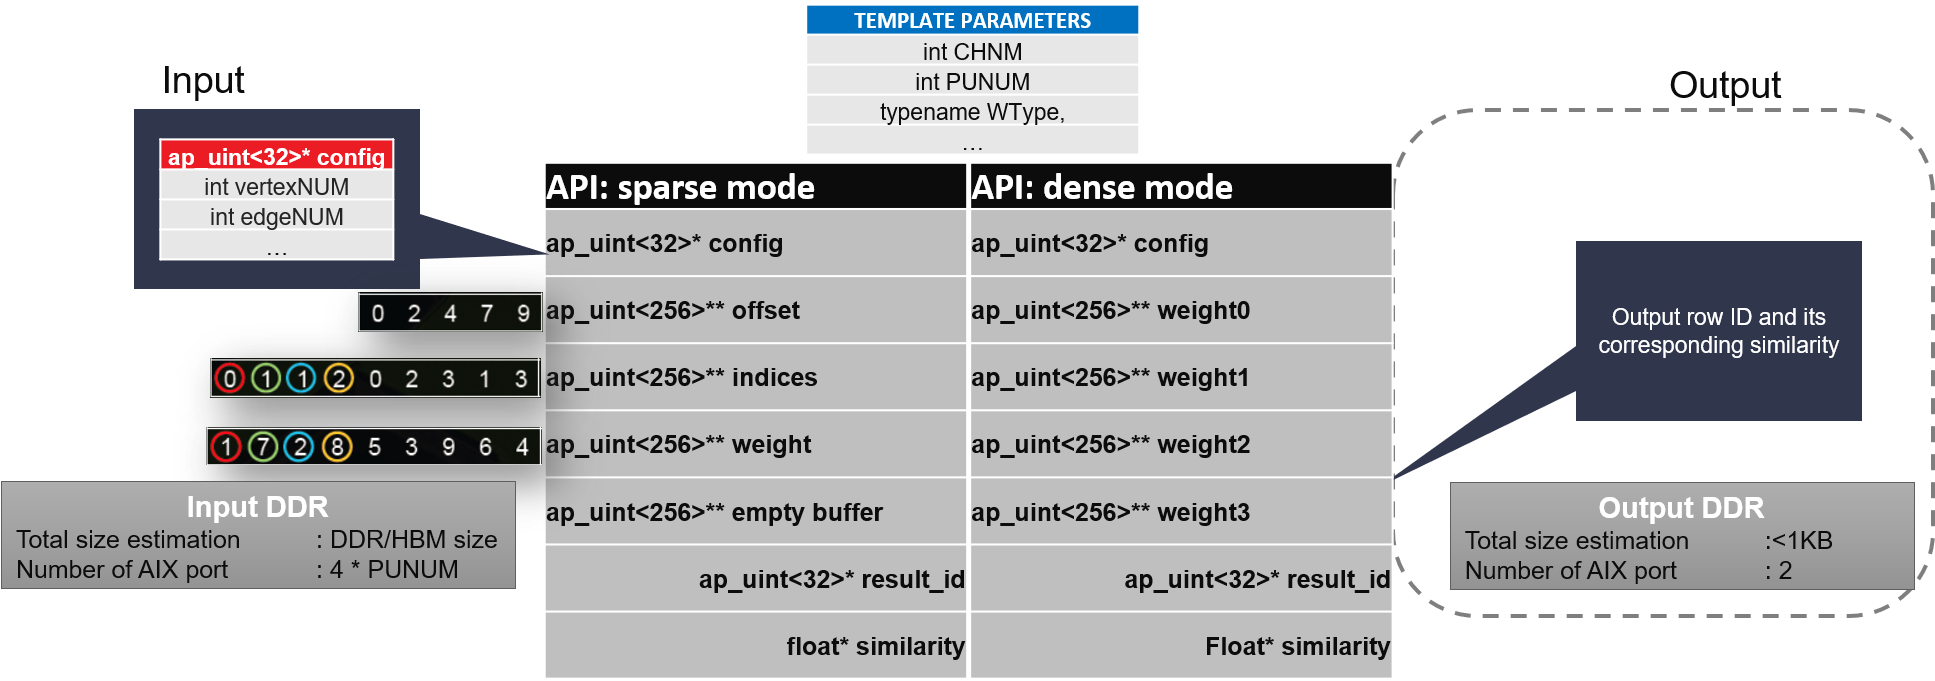 TEMPLATE PARAMETERS
int CHNM
int PUNUM
typename WType,
...
Input
ap_uint<32>* config
int vertexNUM
int edgeNUM
...
0 2 4 7 9
0 1 1 2 0 2 3 1 3
1 7 2 8 5 3 9 6 4
Input DDR
Total size estimation : DDR/HBM size
Number of AIX port : 4 * PUNUM
API: sparse mode
ap_uint<32>* config
ap_uint<256>** offset
ap_uint<256>** indices
ap_uint<256>** weight
ap_uint<256>** empty buffer
ap_uint<32>* result_id
float* similarity
API: dense mode
ap_uint<32>* config
ap_uint<256>** weight0
ap_uint<256>** weight1
ap_uint<256>** weight2
ap_uint<256>** weight3
ap_uint<32>* result_id
Float* similarity
Output
Output row ID and its
corresponding similarity
Output DDR
Total size estimation :<1KB
Number of AIX port : 2